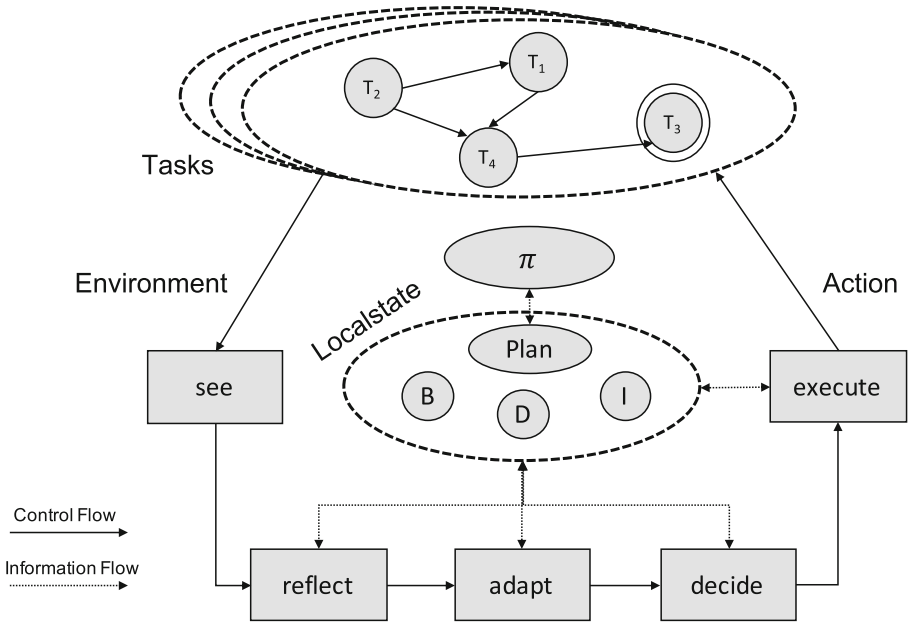 T1
T2
T3
T4
Tasks
π
Environment
Action
Localstate
Plan
see
B
D
I
execute
Control Flow
Information Flow
reflect
adapt
decide